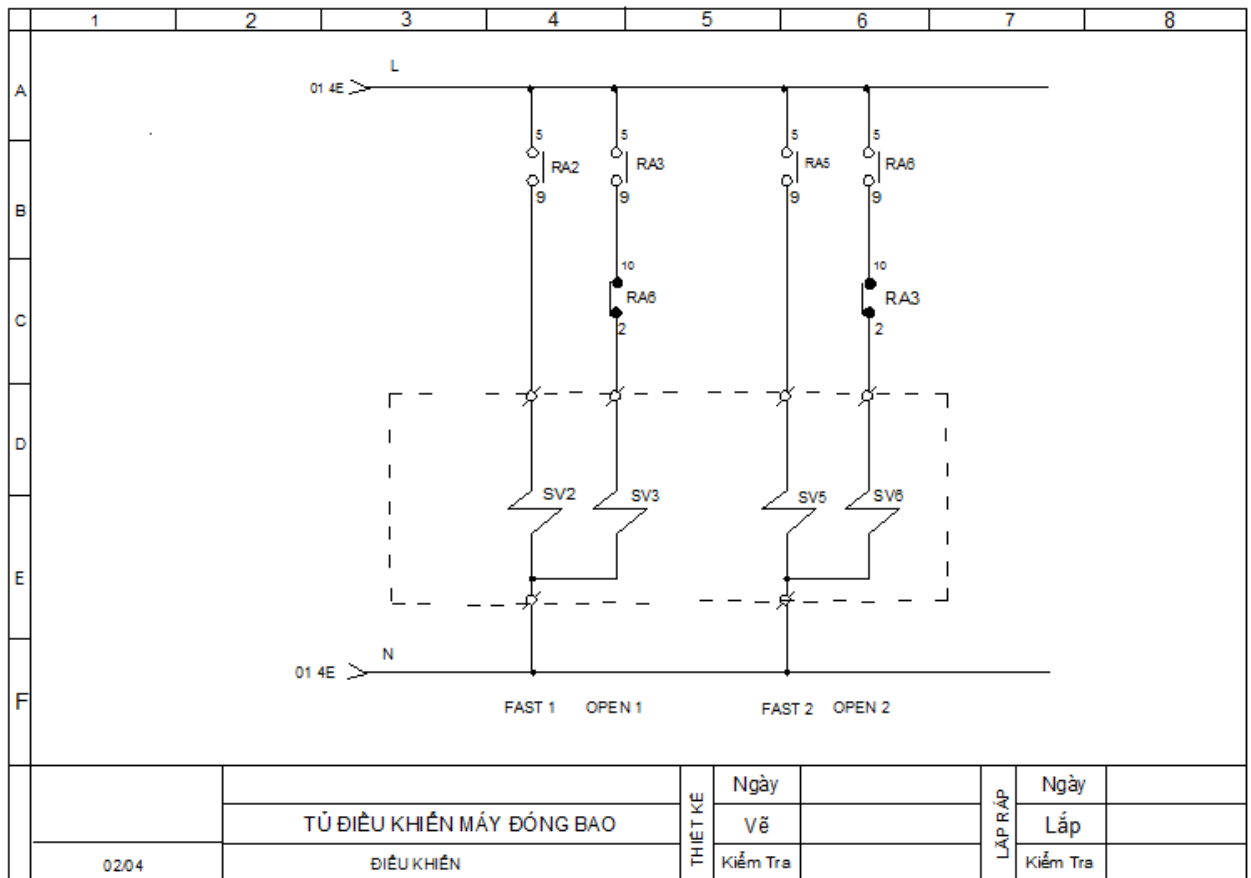 1 2 3 4 5 6 7 8
A
L
01 4E
5 5 5 5
RA2 RA3 RA5 RA6
9 9 9 9
B
10 10
RA6 RA3
C
2 2
D
SV2 SV3 SV5 SV6
E
N
01 4E
F
FAST 1 OPEN 1 FAST 2 OPEN 2
THIẾT KẾ
Ngày
LẮP RÁP
Ngày
TỦ ĐIỀU KHIỂN MÁY ĐÓNG BAO
Vẽ
Lắp
02/04
ĐIỀU KHIỂN
Kiểm Tra
Kiểm Tra